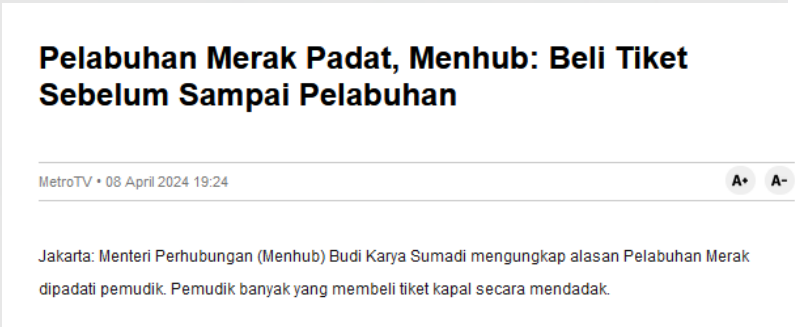 Pelabuhan Merak Padat, Menhub: Beli Tiket
Sebelum Sampai Pelabuhan
MetroTV • 08 April 2024 19:24
A+ A-
Jakarta: Menteri Perhubungan (Menhub) Budi Karya Sumadi mengungkap alasan Pelabuhan Merak
dipadati pemudik. Pemudik banyak yang membeli tiket kapal secara mendadak.